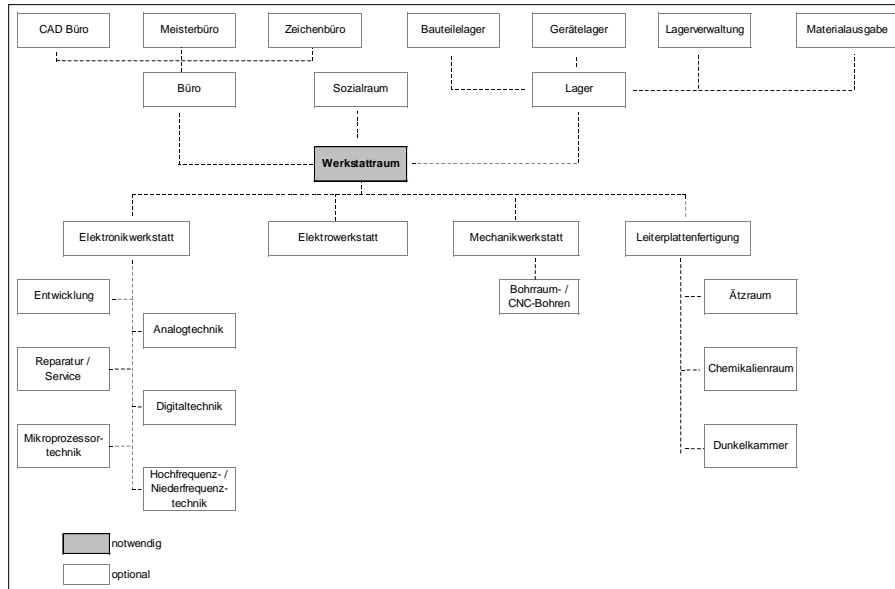 CAD Büro
Meisterbüro
Zeichenbüro
Bauteilelager
Gerätelager
Lagerverwaltung
Materialausgabe
Büro
Sozialraum
Lager
Werkstattraum
Elektronikwerkstatt
Elektrowerkstatt
Mechanikwerkstatt
Leiterplattenfertigung
Entwicklung
Bohrraum- /
CNC-Bohren
Ätzraum
Analogtechnik
Reparatur /
Service
Chemikalienraum
Digitaltechnik
Mikroprozessor-
technik
Dunkelkammer
Hochfrequenz- /
Niederfrequenz-
technik
notwendig
optional